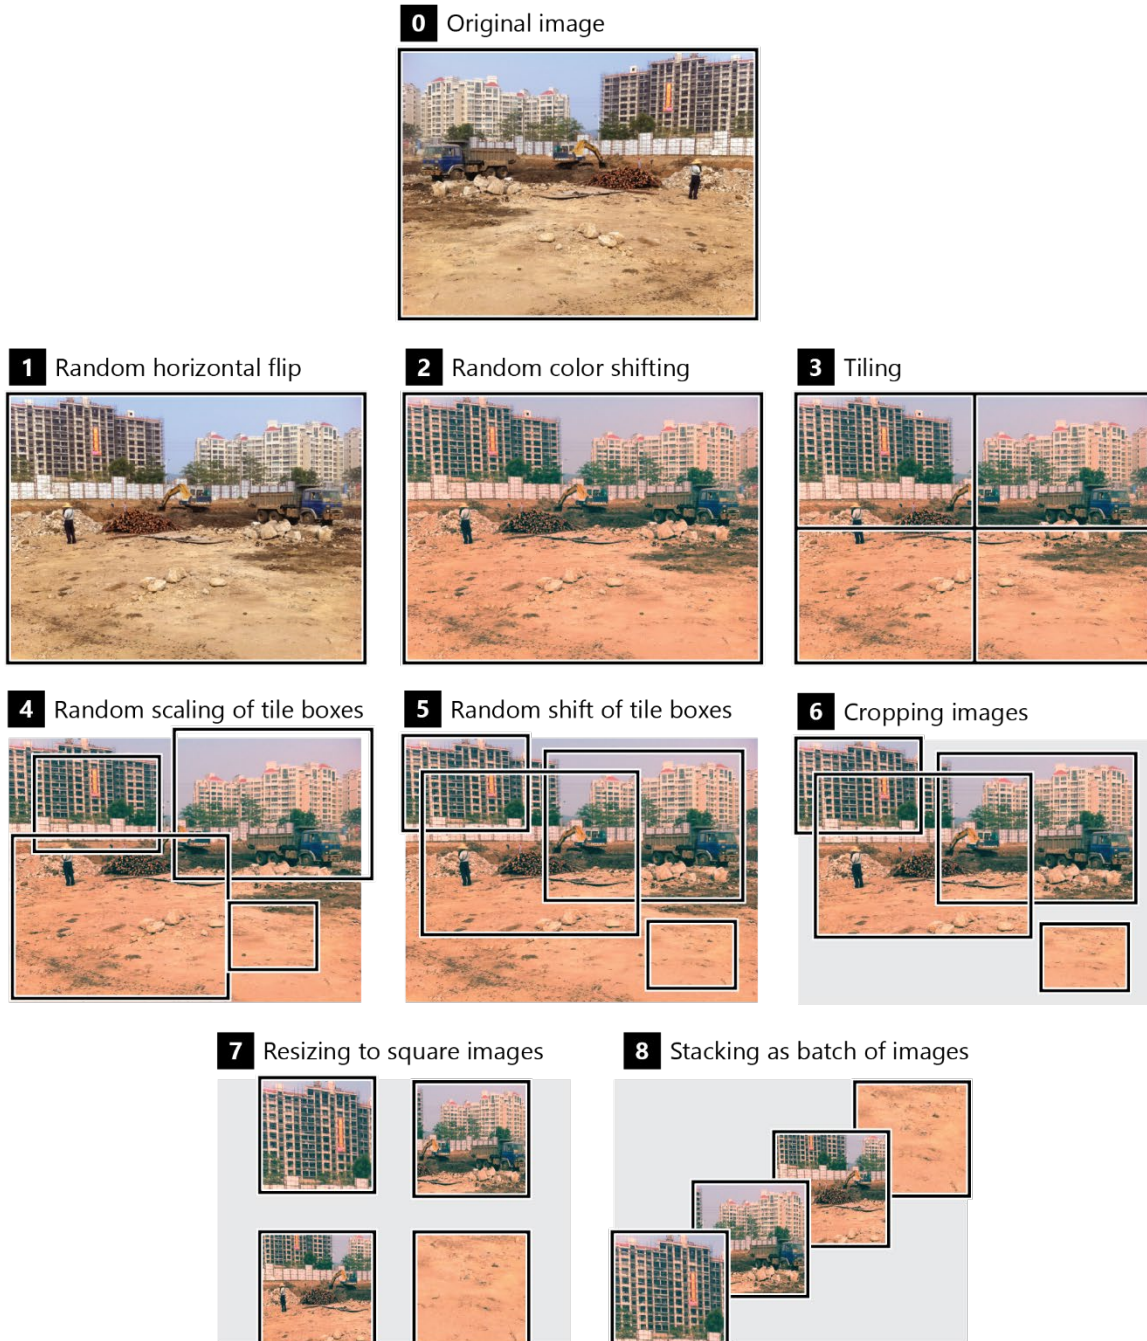 0 Original image
1 Random horizontal flip
2 Random color shifting
3 Tiling
4 Random scaling of tile boxes
5 Random shift of tile boxes
6 Cropping images
7 Resizing to square images
8 Stacking as batch of images